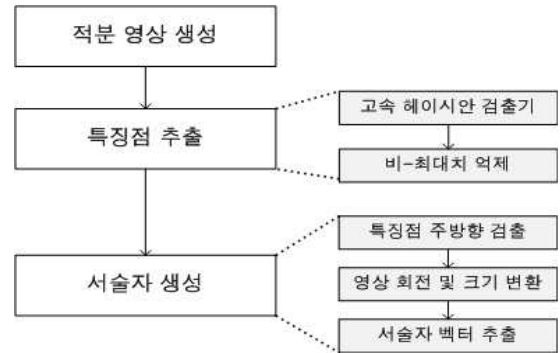 적분 영상 생성
특징점 추출
고속 헤이시안 검출기
비-최대치 억제
서술자 생성
특징점 주방향 검출
영상 회전 및 크기 변환
서술자 벡터 추출